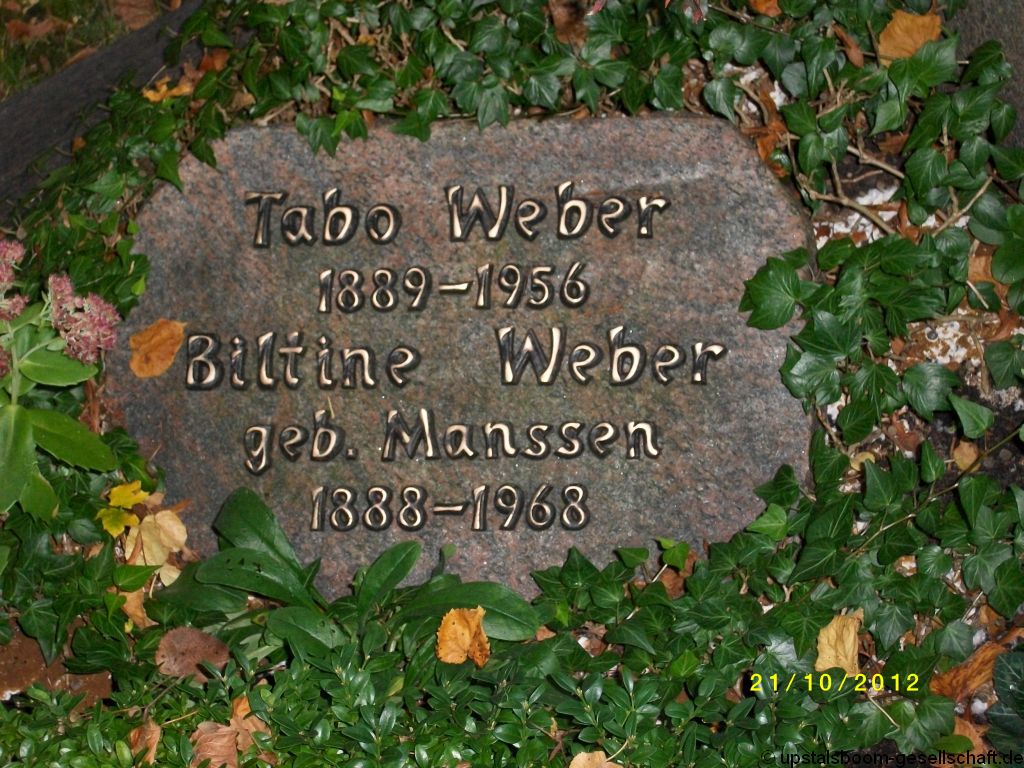 Tabo Weber
1889-1956
Biltine Weber
geb. Manssen
1888-1968
21/10/2012
© upstalsboom-gesellschaft.de